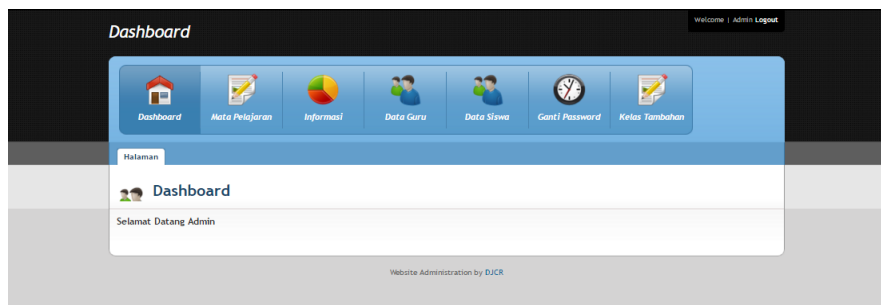 Dashboard
Welcome | Admin Logout
Dashboard Mata Pelajaran Informasi Data Guru Data Siswa Ganti Password Kelas Tambahan
Halaman
Dashboard
Selamat Datang Admin
Website Administration by DJCR